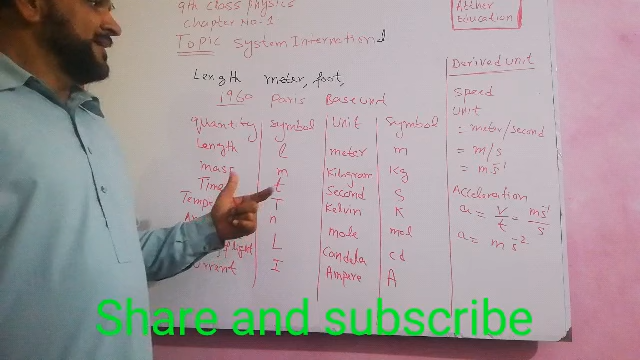 9th class physics
Chapter No-1
Topic System International
Atther
Education
Length meter, foot,
1960 Paris Base unit
Quantity Symbol Unit Symbol
Length l meter m
mass m Kilogram Kg
Time t Second S
T Kelvin K
n mole mol
light L Candela cd
Current I Ampere A
Derived unit
Speed
Unit
= meter/second
= m/s
= ms⁻¹
Acceleration
a = V/t = ms⁻¹/s
a = ms⁻²
Share and subscribe